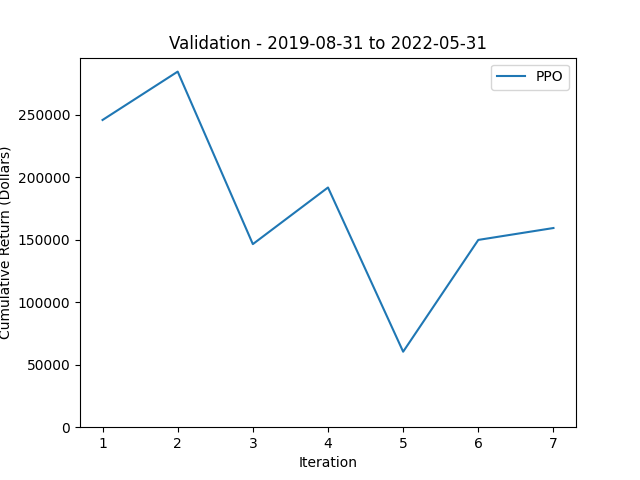 Validation - 2019-08-31 to 2022-05-31
PPO
Cumulative Return (Dollars)
250000
200000
150000
100000
50000
0
1 2 3 4 5 6 7
Iteration